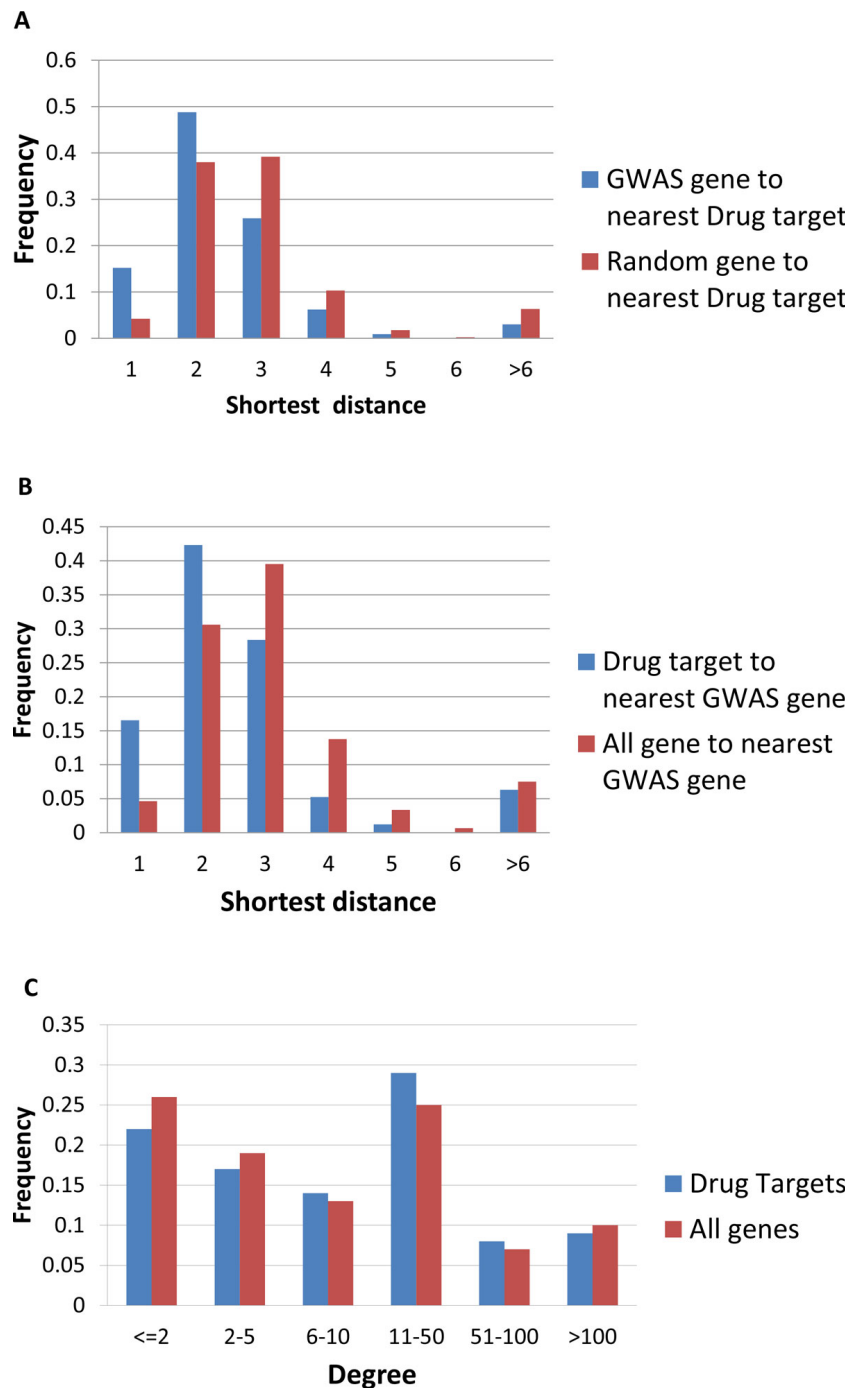 A
0.6
0.5
0.4
0.3
0.2
0.1
0
Frequency
1 2 3 4 5 6 >6
Shortest distance
GWAS gene to
nearest Drug target
Random gene to
nearest Drug target
B
0.45
0.4
0.35
0.3
0.25
0.2
0.15
0.1
0.05
0
Frequency
1 2 3 4 5 6 >6
Shortest distance
Drug target to
nearest GWAS gene
All gene to nearest
GWAS gene
C
0.35
0.3
0.25
0.2
0.15
0.1
0.05
0
Frequency
<=2 2-5 6-10 11-50 51-100 >100
Degree
Drug Targets
All genes